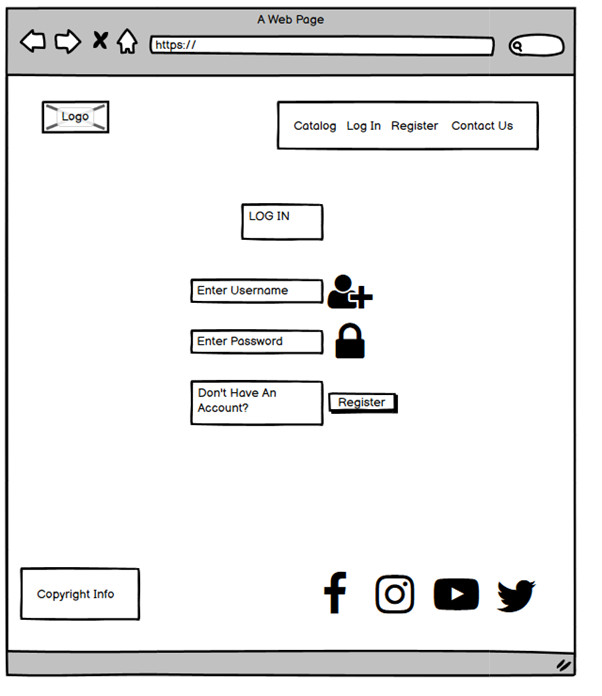 A Web Page
https://
Logo
Catalog Log In Register Contact Us
LOG IN
Enter Username
Enter Password
Don't Have An
Account?
Register
Copyright Info